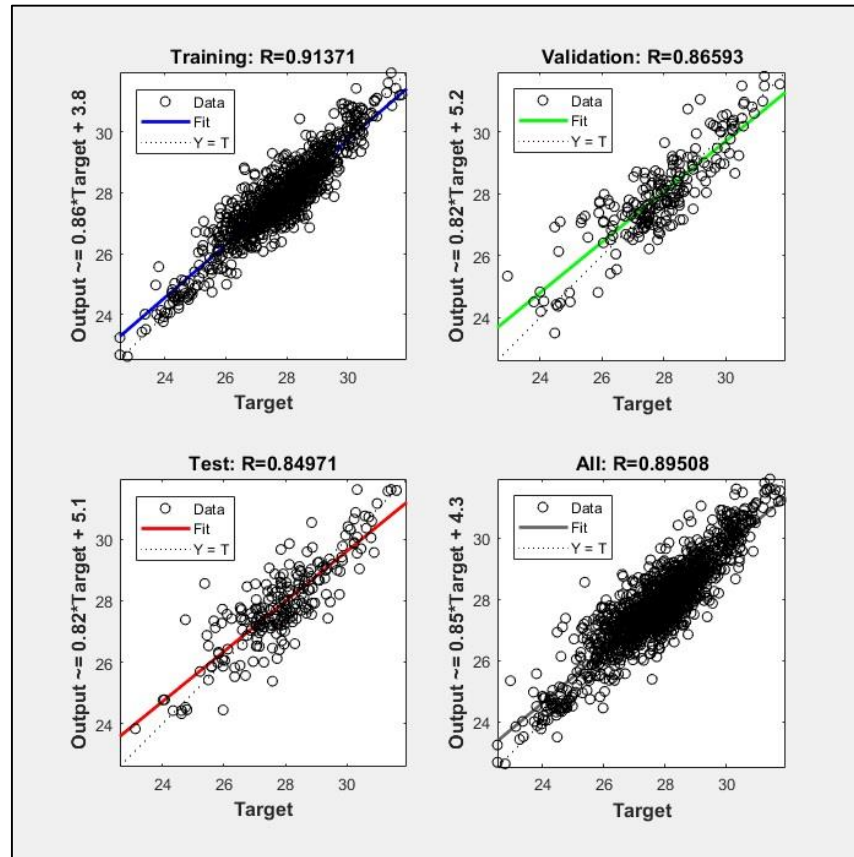 Training: R=0.91371
Output ~= 0.86*Target + 3.8
Data
Fit
Y = T
30
28
26
24
24 26 28 30
Target
Validation: R=0.86593
Output ~= 0.82*Target + 5.2
Data
Fit
Y = T
30
28
26
24
24 26 28 30
Target
Test: R=0.84971
Output ~= 0.82*Target + 5.1
Data
Fit
Y = T
30
28
26
24
24 26 28 30
Target
All: R=0.89508
Output ~= 0.85*Target + 4.3
Data
Fit
Y = T
30
28
26
24
24 26 28 30
Target